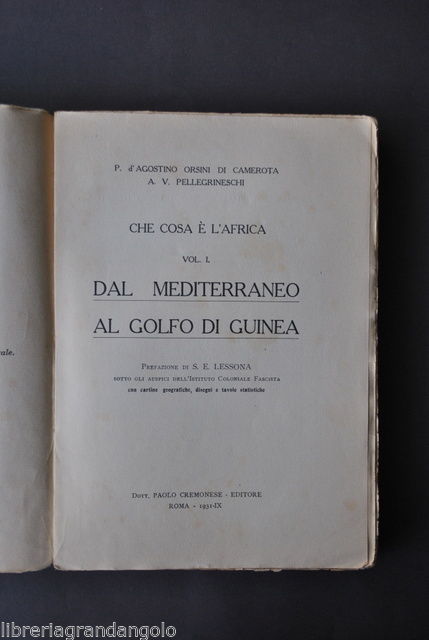 P. d'AGOSTINO ORSINI DI CAMEROTA
A. V. PELLEGRINESCHI
CHE COSA È L'AFRICA
VOL. I.
DAL MEDITERRANEO
AL GOLFO DI GUINEA
PREFAZIONE DI S. E. LESSONA
SOTTO GLI AUSPICI DELL'ISTITUTO COLONIALE FASCISTA
con cartine geografiche, disegni e tavole statistiche
DOTT. PAOLO CREMONESE - EDITORE
ROMA - 1931-IX
libreriagrandangolo